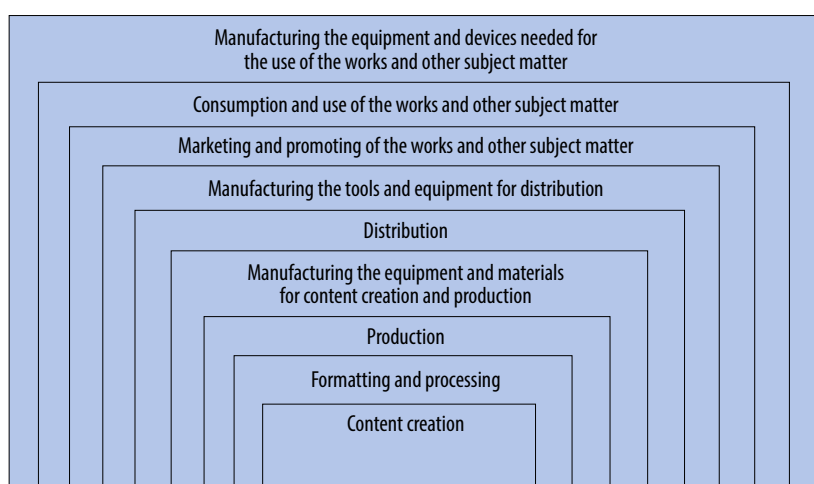 Manufacturing the equipment and devices needed for
the use of the works and other subject matter
Consumption and use of the works and other subject matter
Marketing and promoting of the works and other subject matter
Manufacturing the tools and equipment for distribution
Distribution
Manufacturing the equipment and materials
for content creation and production
Production
Formatting and processing
Content creation